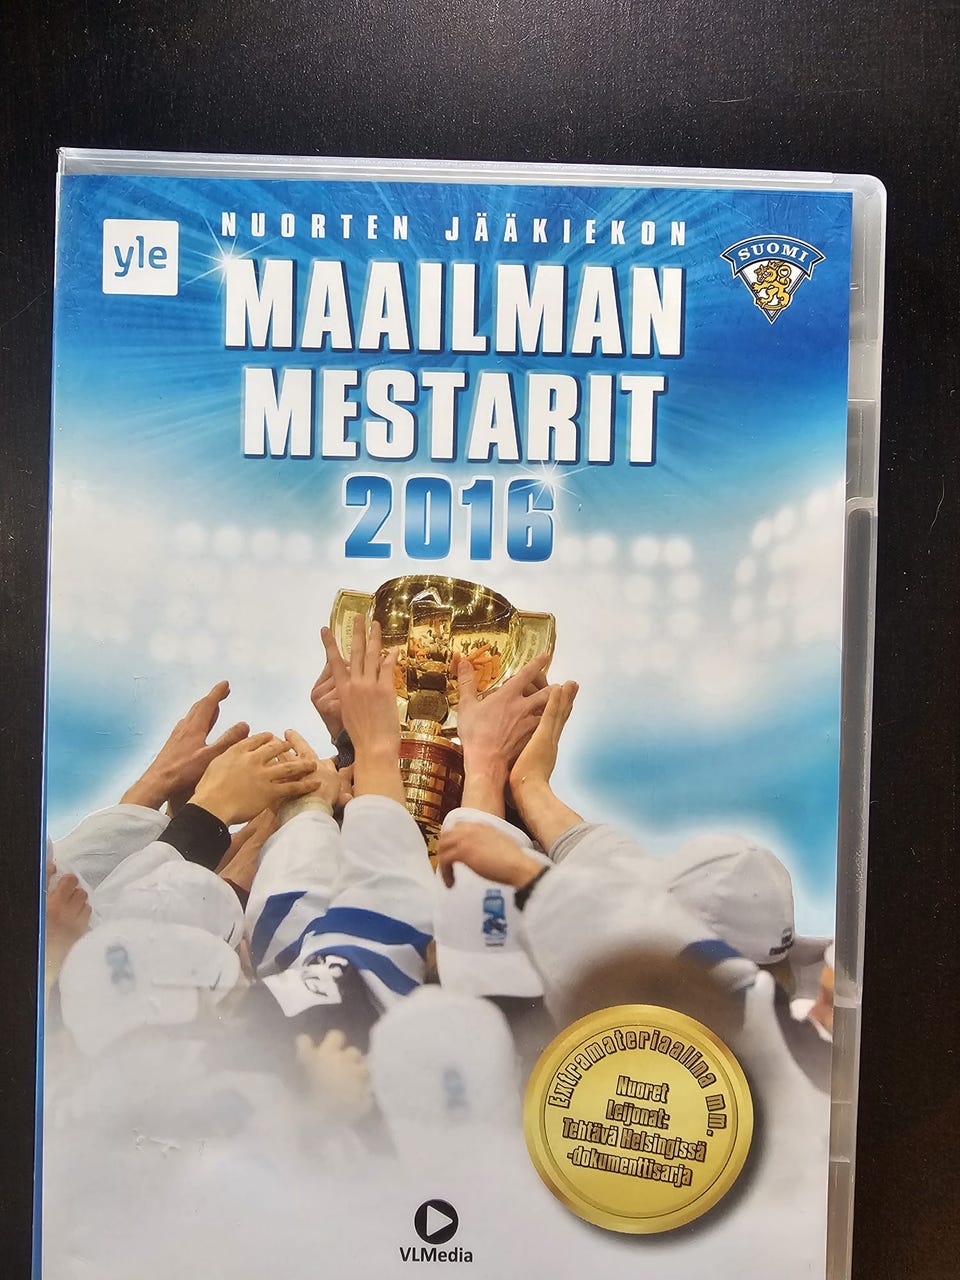 yle
NUORTEN JÄÄKIEKON
SUOMI
MAAILMAN
MESTARIT
2016
Extramateriaalina mm.
Nuoret
Leijonat:
Tehtävä Helsingissä
-dokumenttisarja
VLMedia